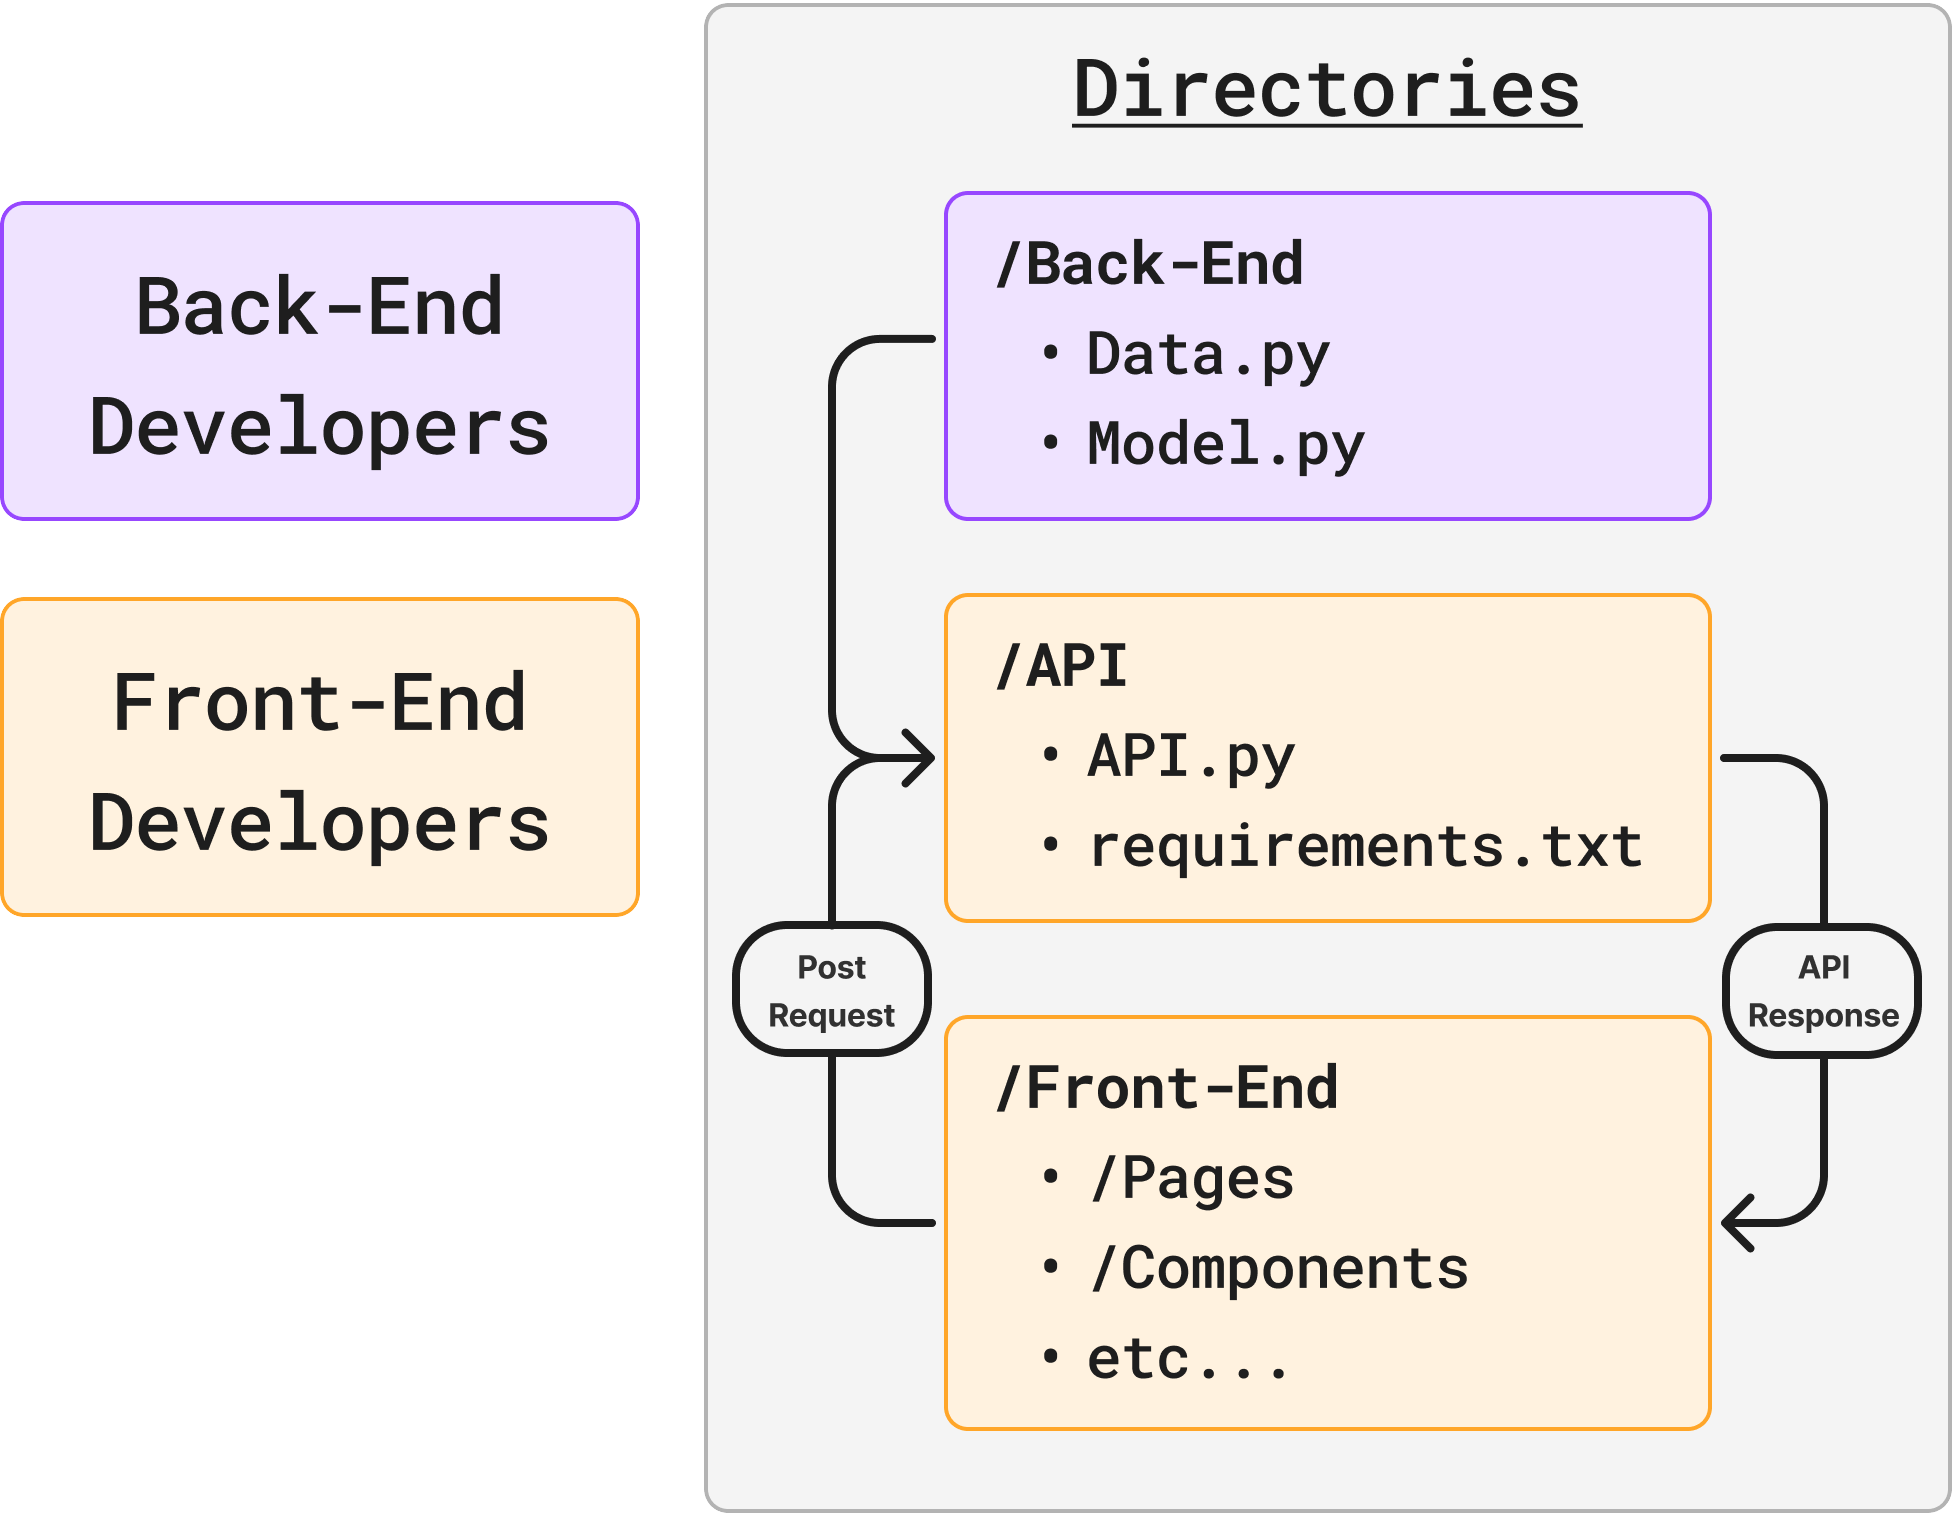 Directories
Back-End
Developers
Front-End
Developers
/Back-End
• Data.py
• Model.py
/API
• API.py
• requirements.txt
Post
Request
API
Response
/Front-End
• /Pages
• /Components
• etc...